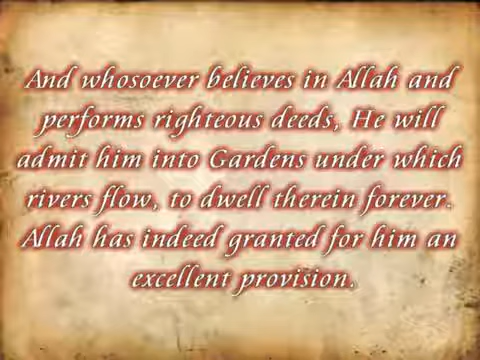 And whosoever believes in Allah and
performs righteous deeds, He will
admit him into Gardens under which
rivers flow, to dwell therein forever.
Allah has indeed granted for him an
excellent provision.